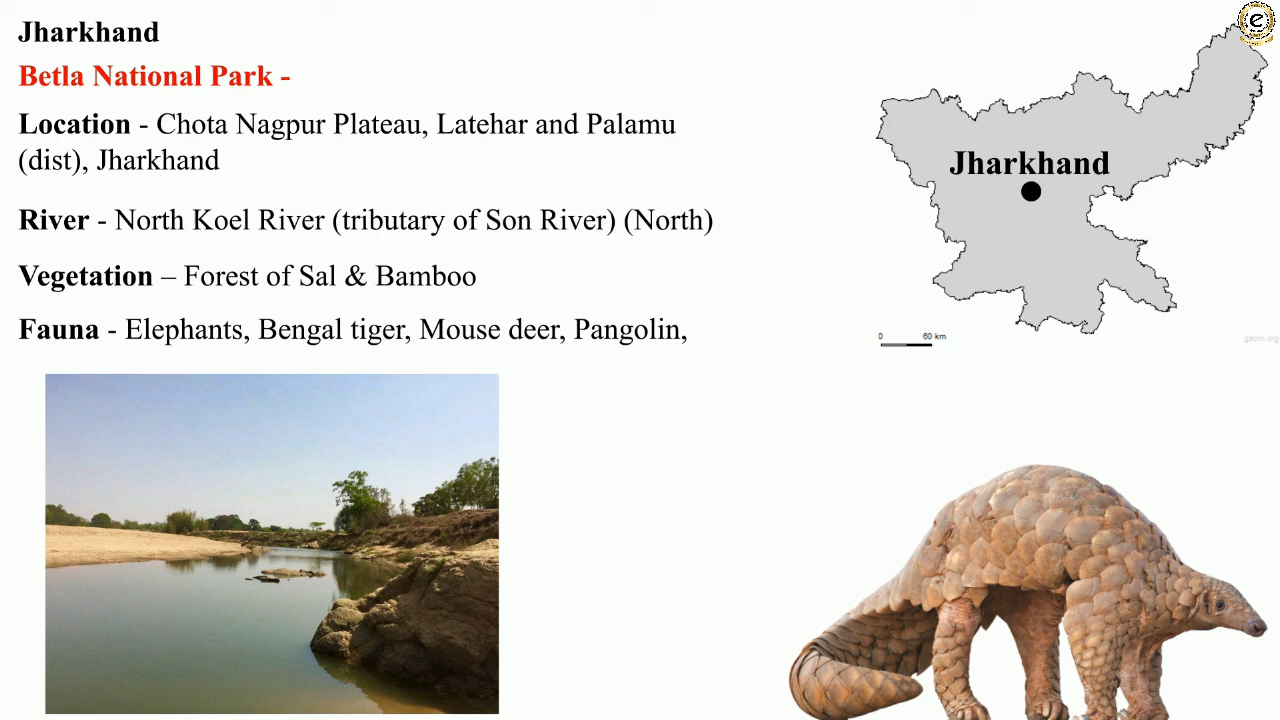 Jharkhand
Betla National Park -
Location - Chota Nagpur Plateau, Latehar and Palamu
(dist), Jharkhand
River - North Koel River (tributary of Son River) (North)
Vegetation – Forest of Sal & Bamboo
Fauna - Elephants, Bengal tiger, Mouse deer, Pangolin,
e
Jharkhand
0 60 km
gadm.org